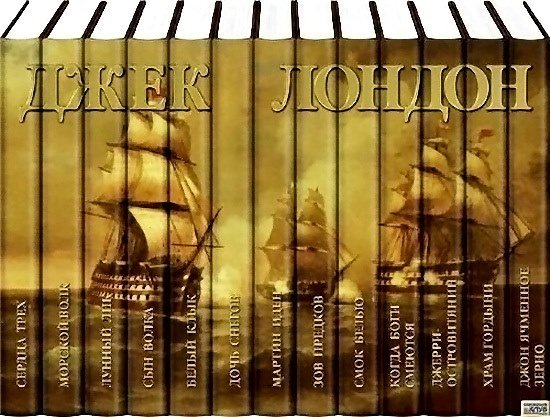 ДЖЕК ЛОНДОН
СЕРДЦА ТРЕХ
МОРСКОЙ ВОЛК
ЛУННЫЙ ЛИК
СЫН ВОЛКА
БЕЛЫЙ КЛЫК
ДОЧЬ СНЕГОВ
МАРТИН ИДЕН
ЗОВ ПРЕДКОВ
СМОК БЕЛЬЮ
КОГДА БОГИ
СМЕЮТСЯ
ДЖЕРРИ-
ОСТРОВИТЯНИН
ХРАМ ГОРДЫНИ
ДЖОН ЯЧМЕННОЕ
ЗЕРНО